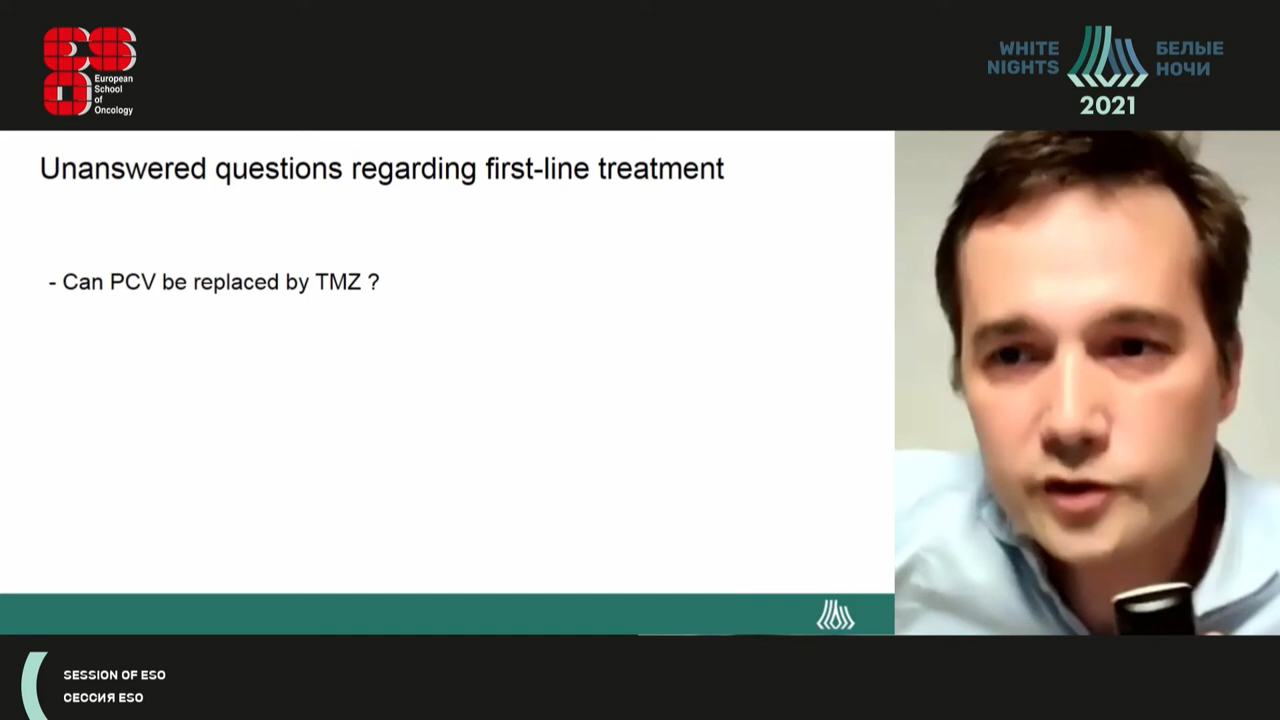 European
School
of
Oncology
WHITE
NIGHTS
БЕЛЫЕ
НОЧИ
2021
Unanswered questions regarding first-line treatment
- Can PCV be replaced by TMZ ?
SESSION OF ESO
СЕССИЯ ESO